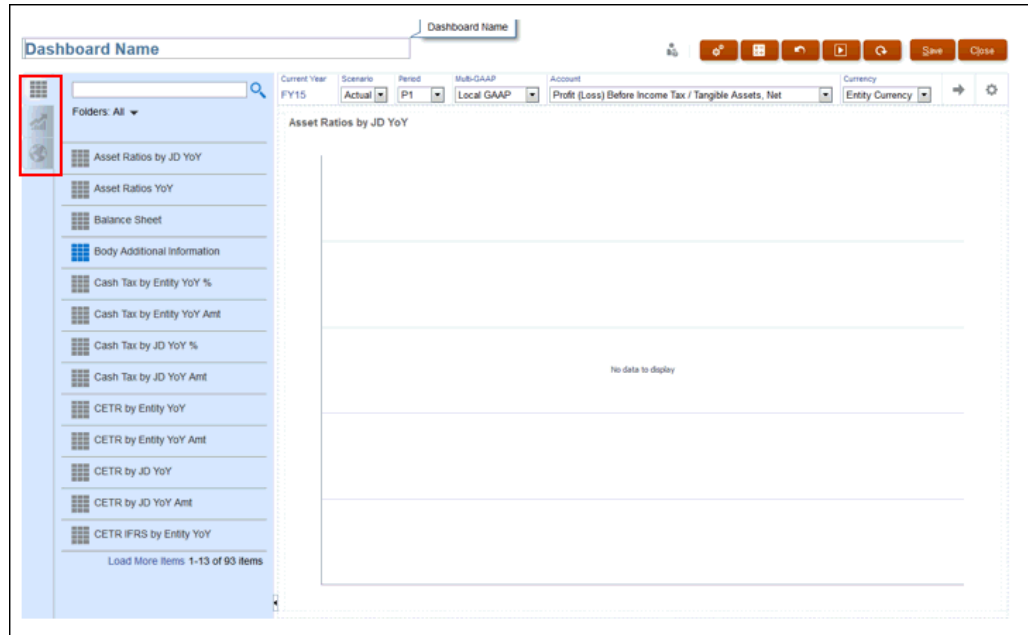 Dashboard Name
Dashboard Name
Save
Close
Current Year
Scenario
Period
Multi-GAAP
Account
Currency
FY15
Actual
P1
Local GAAP
Profit (Loss) Before Income Tax / Tangible Assets, Net
Entity Currency
Folders: All
Asset Ratios by JD YoY
Asset Ratios YoY
Balance Sheet
Body Additional Information
Cash Tax by Entity YoY %
Cash Tax by Entity YoY Amt
Cash Tax by JD YoY %
Cash Tax by JD YoY Amt
CETR by Entity YoY
CETR by Entity YoY Amt
CETR by JD YoY
CETR by JD YoY Amt
CETR IFRS by Entity YoY
Load More Items 1-13 of 93 items
Asset Ratios by JD YoY
No data to display